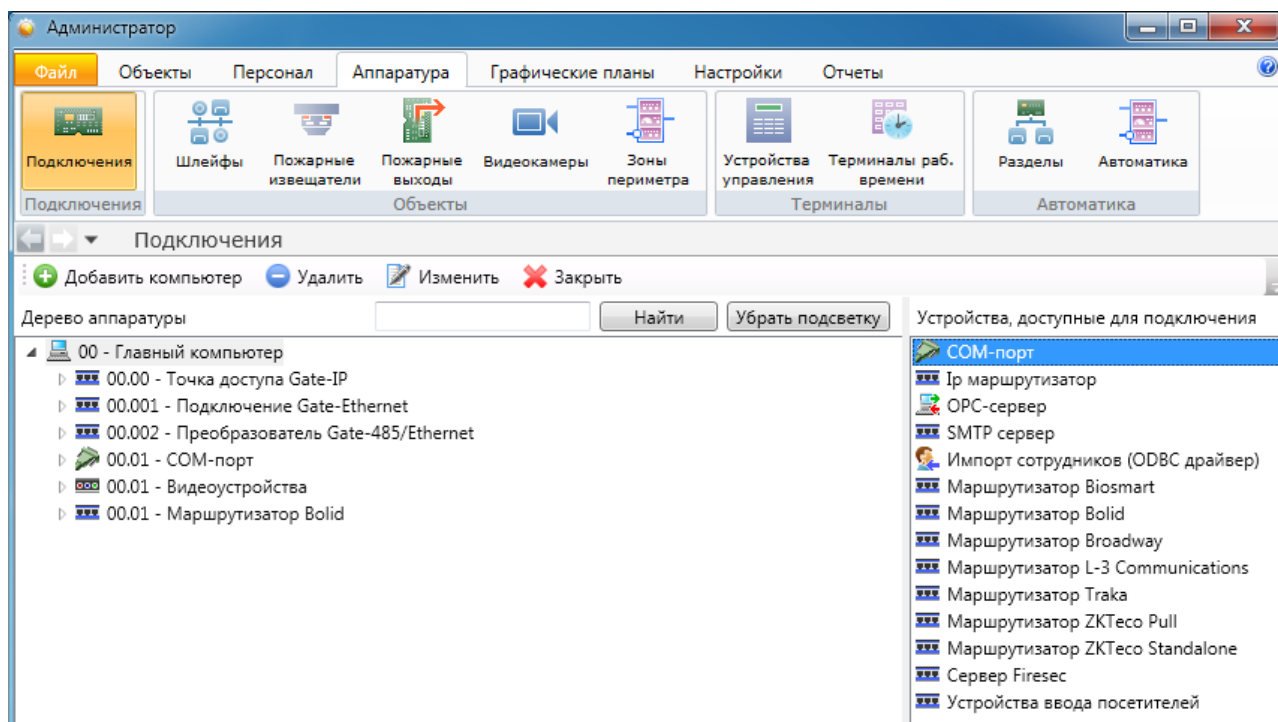 Администратор
Файл Объекты Персонал Аппаратура Графические планы Настройки Отчеты
Подключения Шлейфы Пожарные извещатели Пожарные выходы Видеокамеры Зоны периметра Устройства управления Терминалы раб. времени Разделы Автоматика
Подключения Объекты Терминалы Автоматика
Подключения
Добавить компьютер Удалить Изменить Закрыть
Дерево аппаратуры Найти Убрать подсветку
00 - Главный компьютер
00.00 - Точка доступа Gate-IP
00.001 - Подключение Gate-Ethernet
00.002 - Преобразователь Gate-485/Ethernet
00.01 - COM-порт
00.01 - Видеоустройства
00.01 - Маршрутизатор Bolid
Устройства, доступные для подключения
COM-порт
Ip маршрутизатор
OPC-сервер
SMTP сервер
Импорт сотрудников (ODBC драйвер)
Маршрутизатор Biosmart
Маршрутизатор Bolid
Маршрутизатор Broadway
Маршрутизатор L-3 Communications
Маршрутизатор Traka
Маршрутизатор ZKTeco Pull
Маршрутизатор ZKTeco Standalone
Сервер Firesec
Устройства ввода посетителей